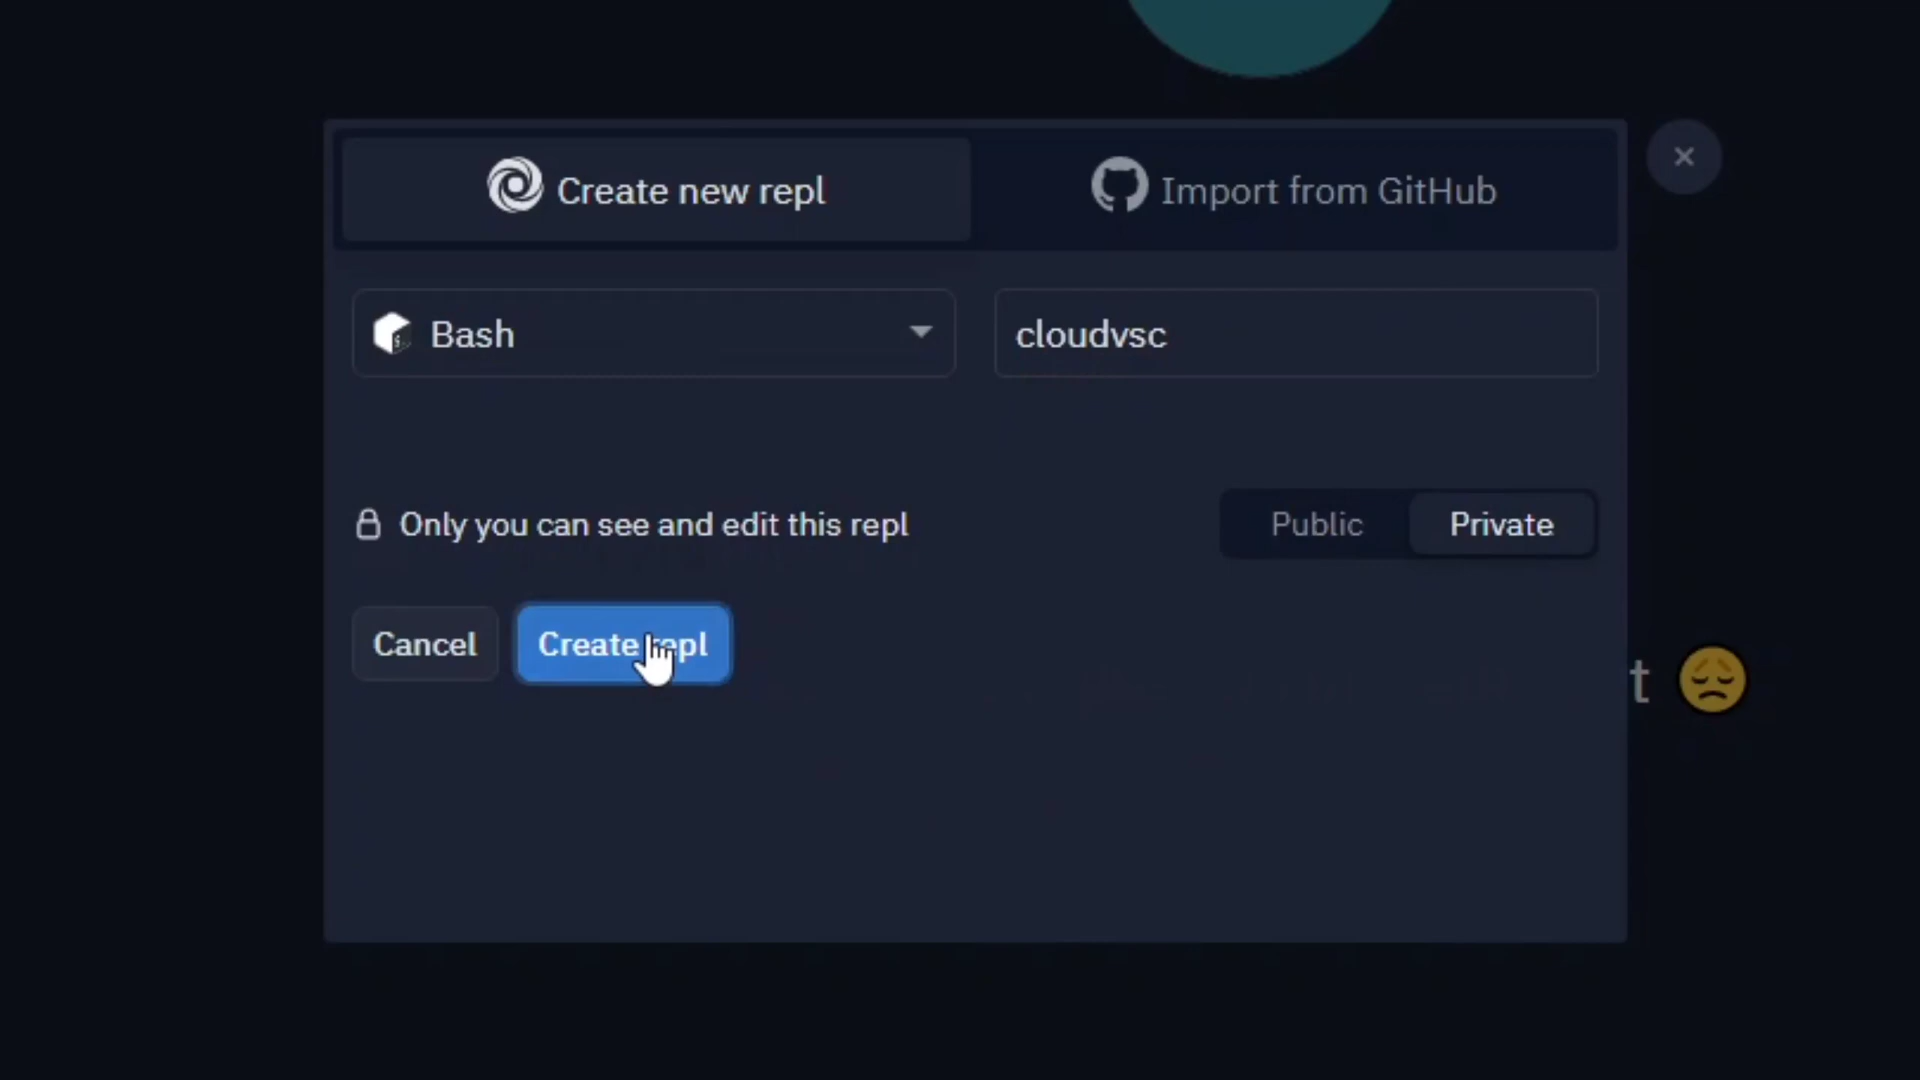 Create new repl
Import from GitHub
Bash
cloudvsc
Only you can see and edit this repl
Public
Private
Cancel
Create repl
t